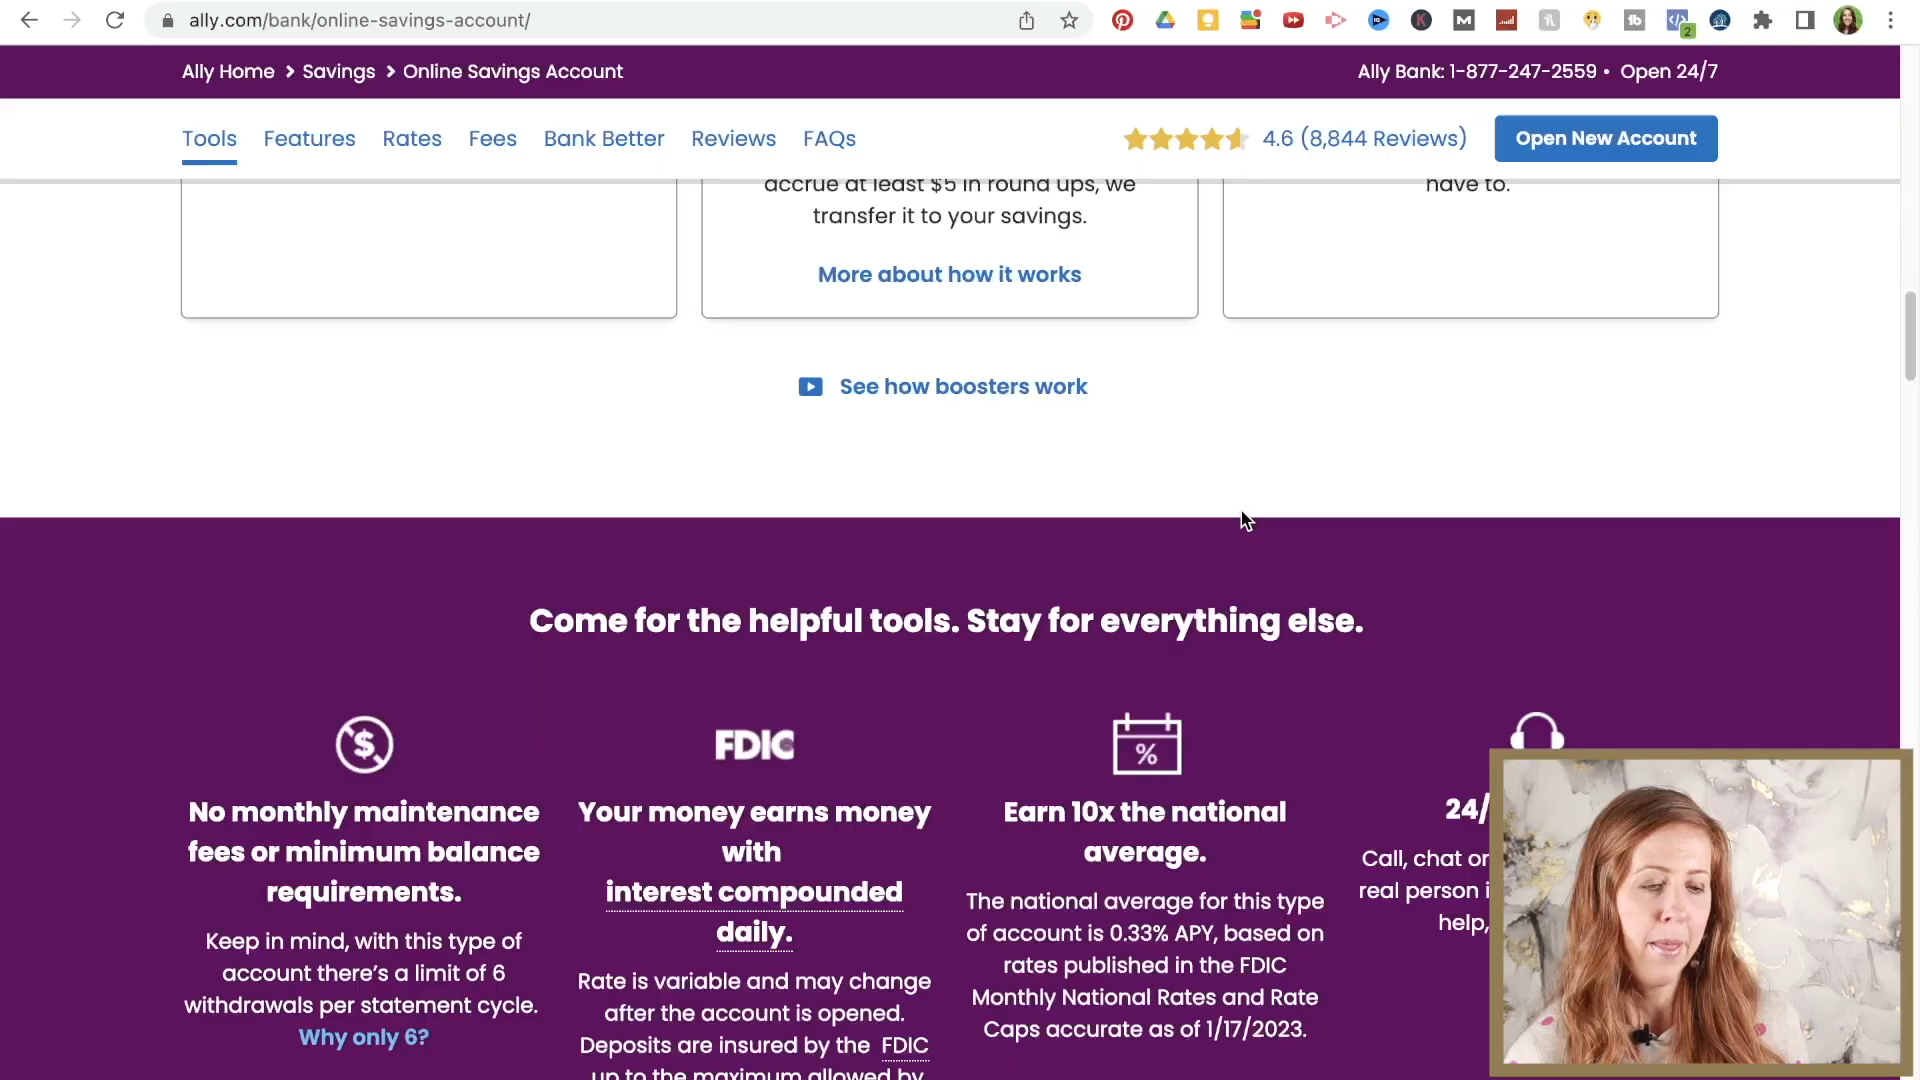 ally.com/bank/online-savings-account/
2
Ally Home > Savings > Online Savings Account
Ally Bank: 1-877-247-2559 • Open 24/7
Tools Features Rates Fees Bank Better Reviews FAQs
4.6 (8,844 Reviews)
Open New Account
accrue at least $5 in round ups, we
transfer it to your savings.
More about how it works
have to.
See how boosters work
Come for the helpful tools. Stay for everything else.
No monthly maintenance
fees or minimum balance
requirements.
Keep in mind, with this type of
account there's a limit of 6
withdrawals per statement cycle.
Why only 6?
FDIC
Your money earns money
with
interest compounded
daily.
Rate is variable and may change
after the account is opened.
Deposits are insured by the FDIC
up to the maximum allowed by
%
Earn 10x the national
average.
The national average for this type
of account is 0.33% APY, based on
rates published in the FDIC
Monthly National Rates and Rate
Caps accurate as of 1/17/2023.
24/
Call, chat or
real person i
help,